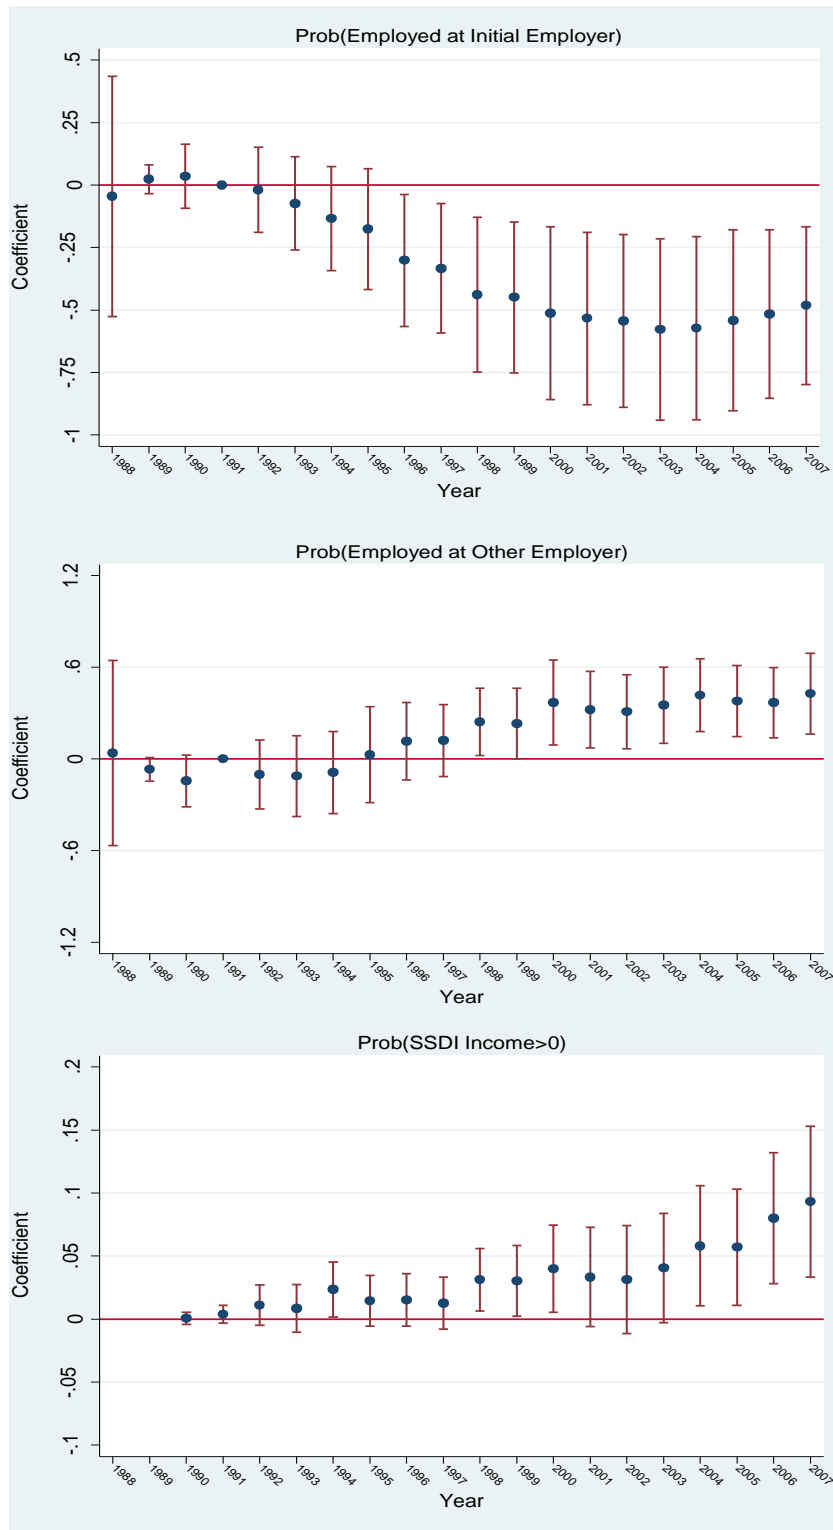 Prob(Employed at Initial Employer)
.5
.25
0
-.25
-.5
-.75
-1
Coefficient
1988 1989 1990 1991 1992 1993 1994 1995 1996 1997 1998 1999 2000 2001 2002 2003 2004 2005 2006 2007
Year
Prob(Employed at Other Employer)
1.2
.6
0
-.6
-1.2
Coefficient
1988 1989 1990 1991 1992 1993 1994 1995 1996 1997 1998 1999 2000 2001 2002 2003 2004 2005 2006 2007
Year
Prob(SSDI Income>0)
.2
.15
.1
.05
0
-.05
-.1
Coefficient
1988 1989 1990 1991 1992 1993 1994 1995 1996 1997 1998 1999 2000 2001 2002 2003 2004 2005 2006 2007
Year